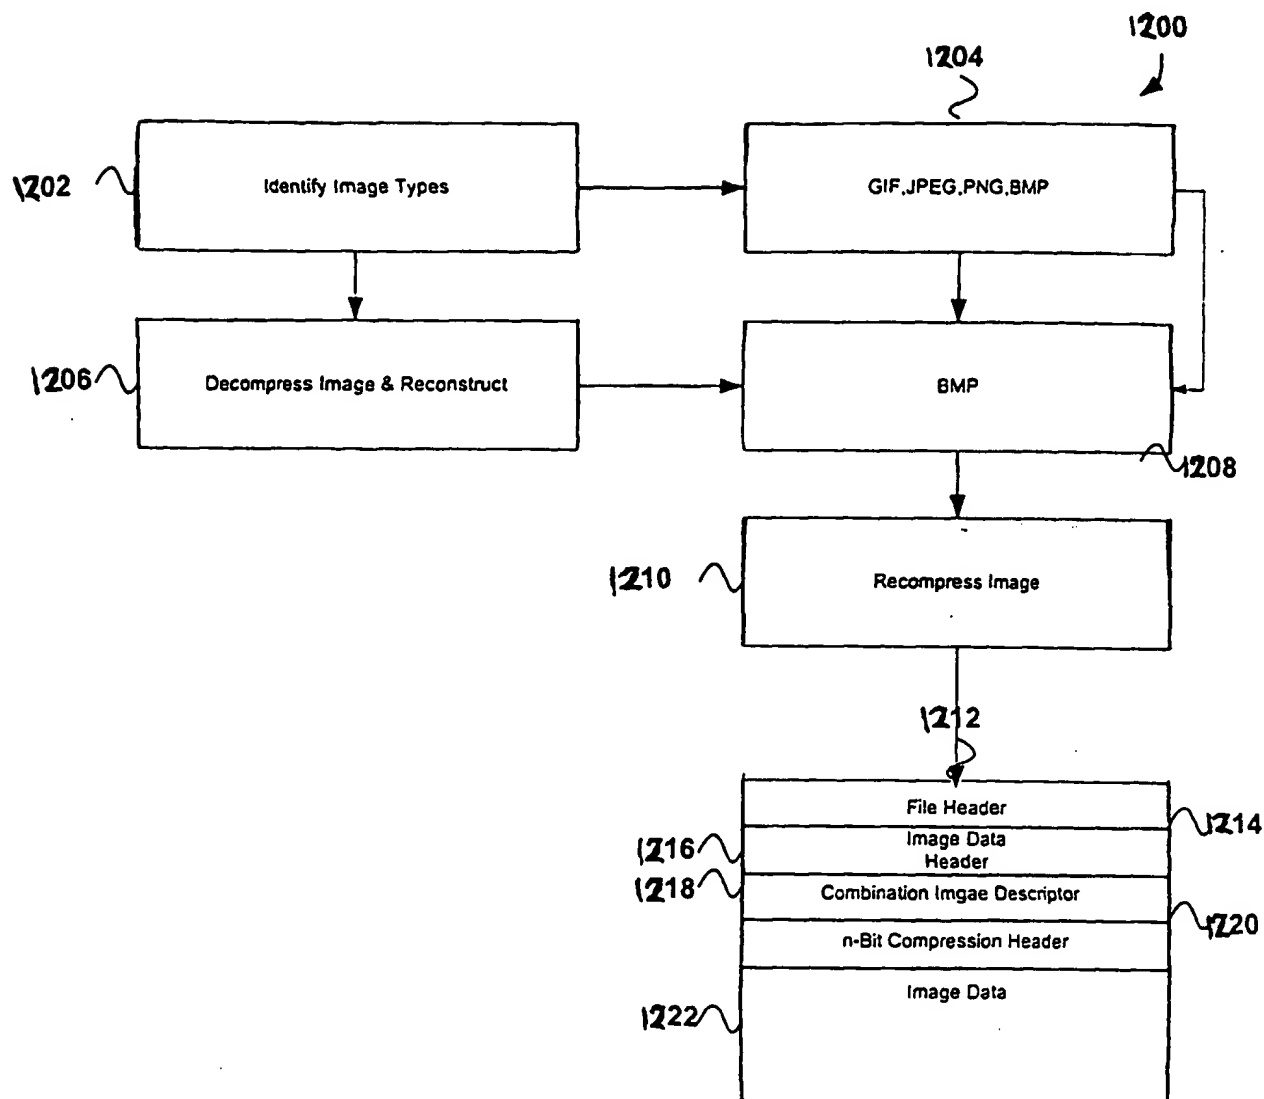 1200
1204
1202
Identify Image Types
GIF,JPEG,PNG,BMP
1206
Decompress Image & Reconstruct
BMP
1208
1210
Recompress Image
1212
File Header
1214
1216
Image Data
Header
1218
Combination Imgae Descriptor
1220
n-Bit Compression Header
Image Data
1222